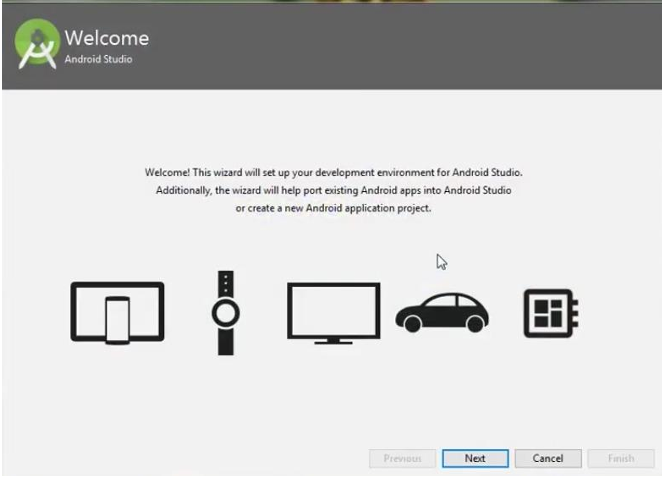 Welcome
Android Studio
Welcome! This wizard will set up your development environment for Android Studio.
Additionally, the wizard will help port existing Android apps into Android Studio
or create a new Android application project.
Previous
Next
Cancel
Finish